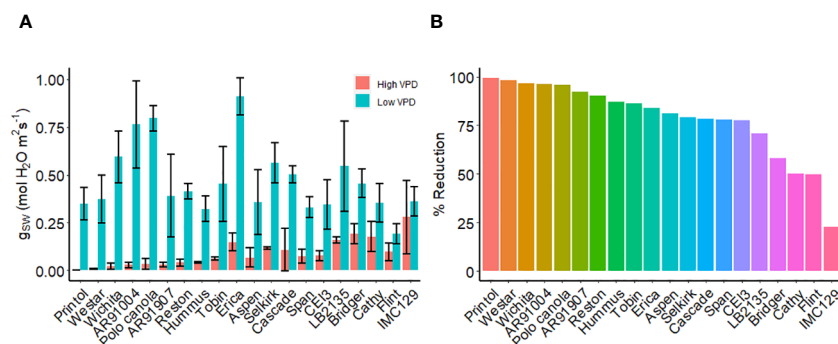 A
gSW (mol H2O m2s-1)
1.00
0.75
0.50
0.25
0.00
High VPD
Low VPD
Printol
Westar
Wichita
AR91004
Polo canola
AR91907
Reston
Hummus
Tobin
Erica
Aspen
Selkirk
Cascade
Span
CEI3
LB2135
Bridger
Cathy
Flint
IMC129
B
% Reduction
100
75
50
25
0
Printol
Westar
Wichita
AR91004
Polo canola
AR91907
Reston
Hummus
Tobin
Erica
Aspen
Selkirk
Cascade
Span
CEI3
LB2135
Bridger
Cathy
Flint
IMC129